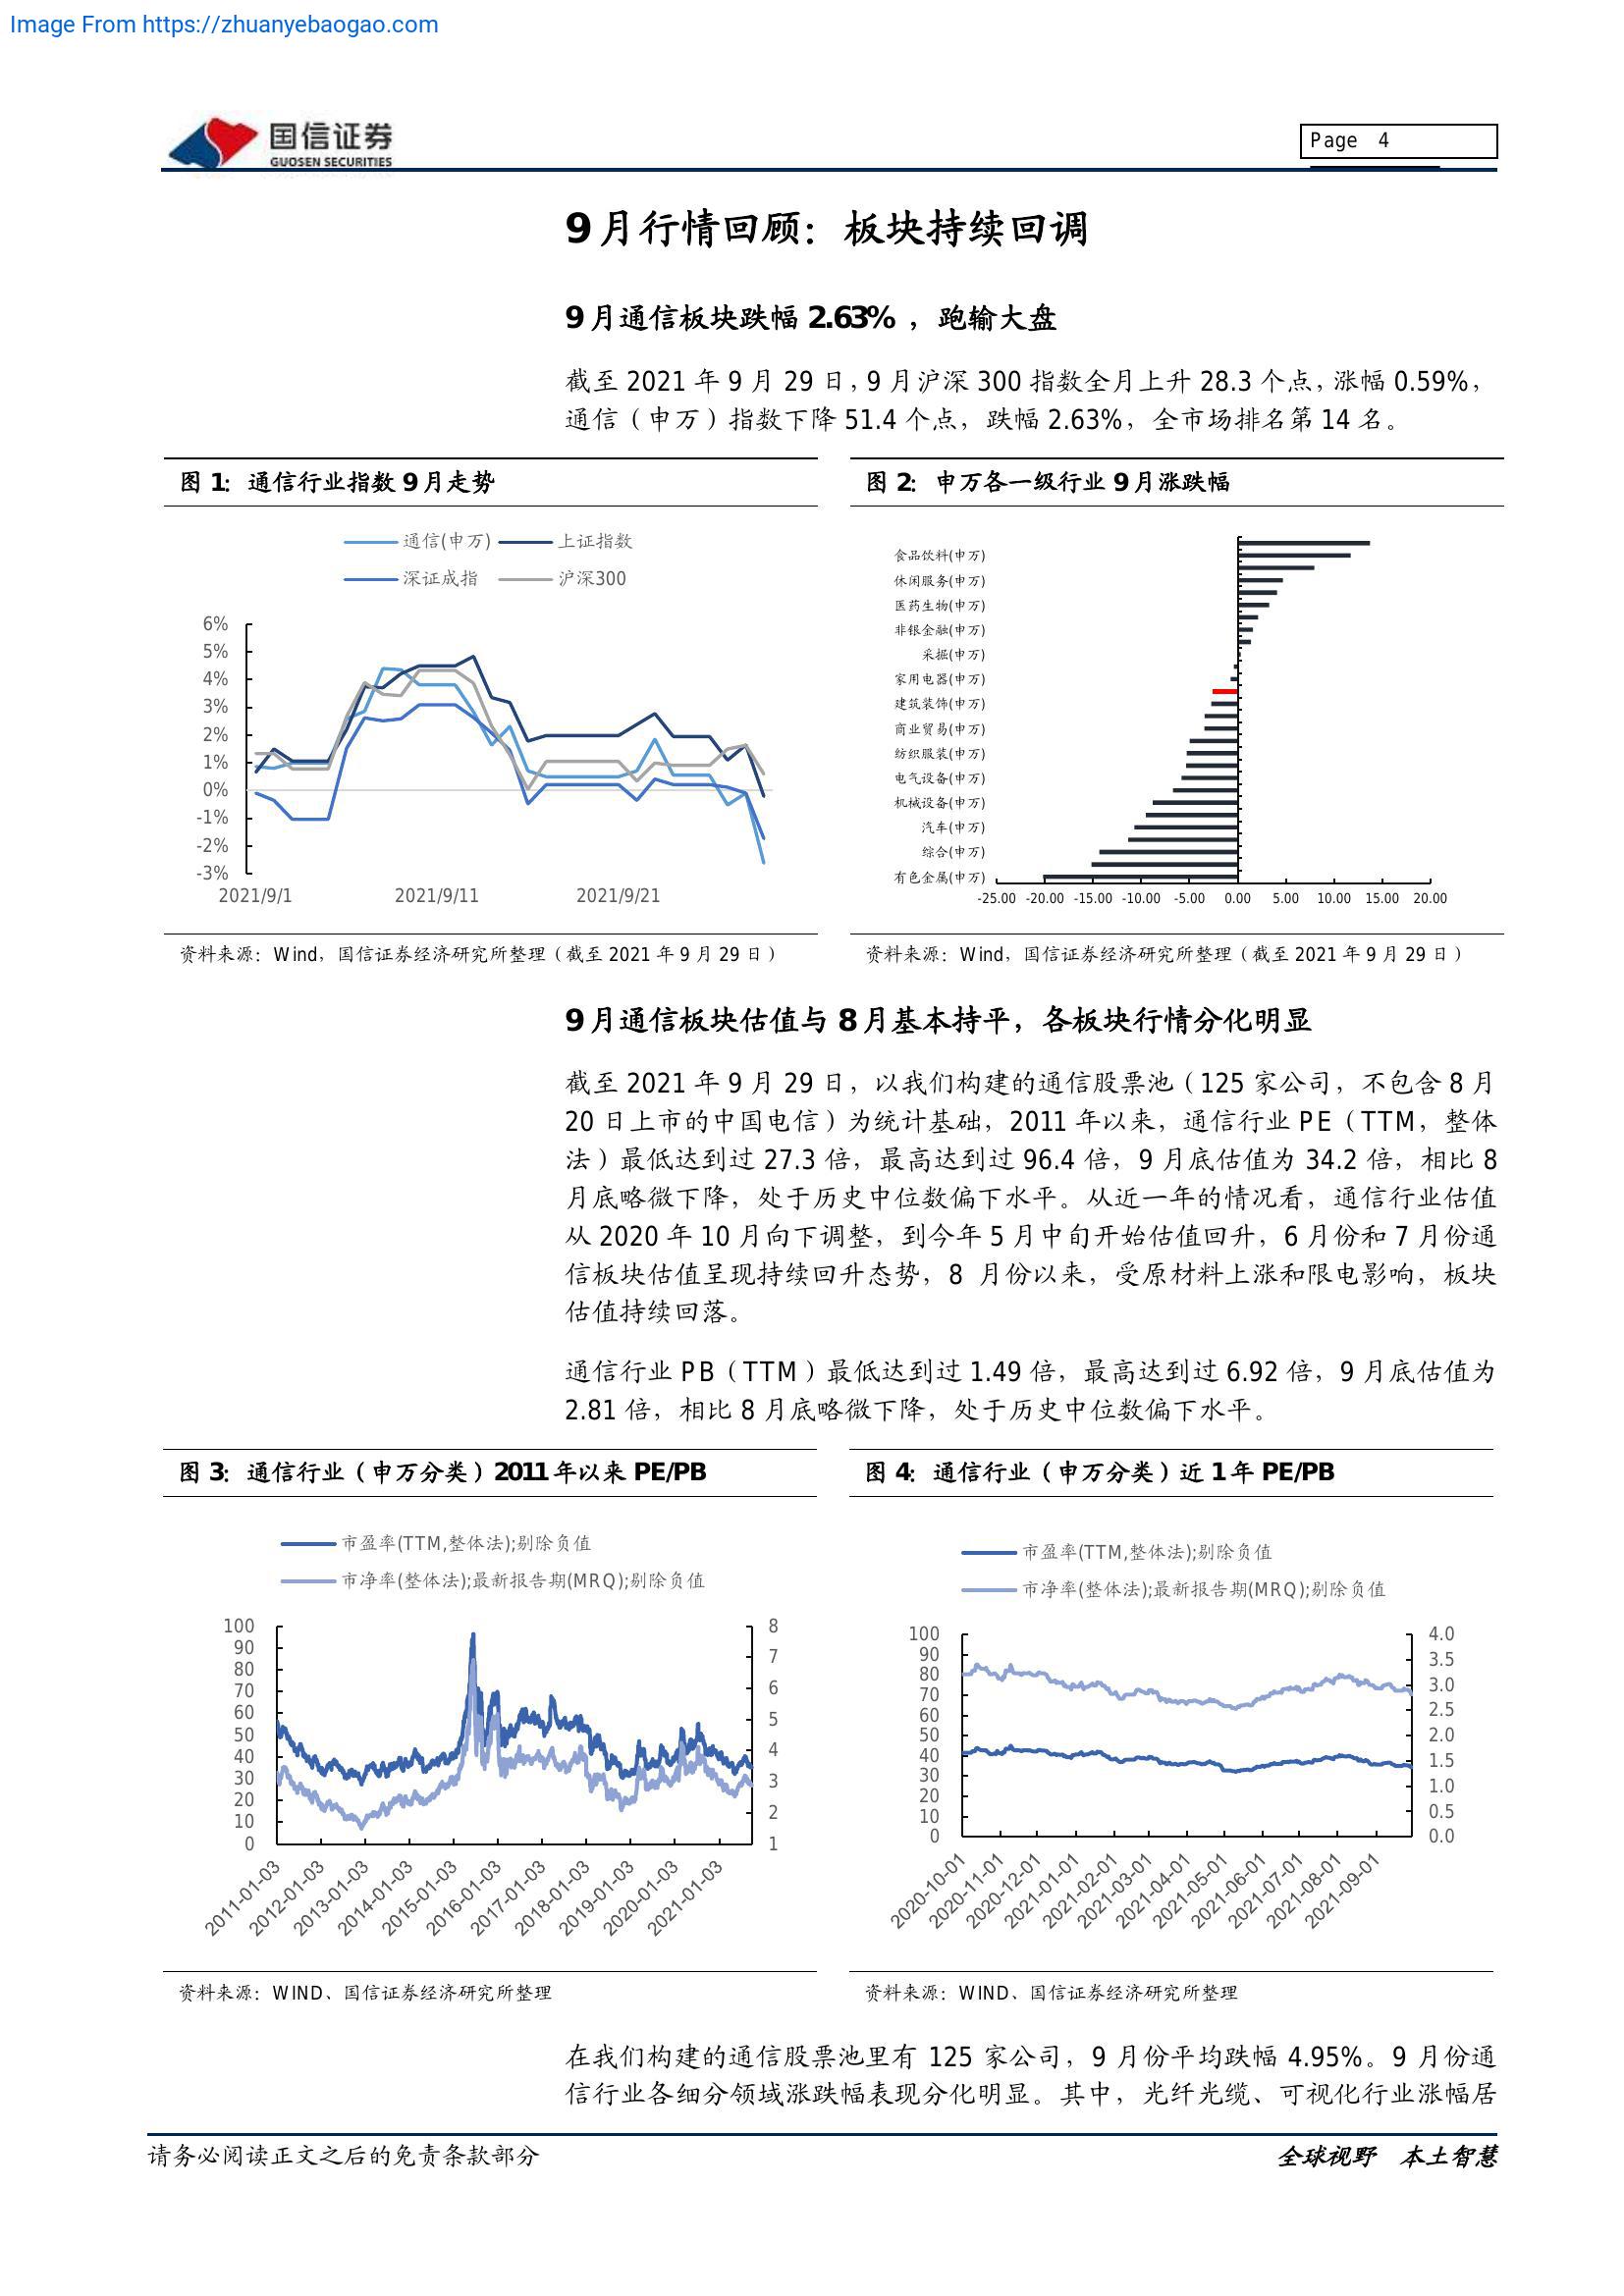 Image From https://zhuanyebaogao.com
国信证券
GUOSEN SECURITIES
Page 4
9月行情回顾：板块持续回调
9月通信板块跌幅 2.63% ，跑输大盘
截至 2021 年 9 月 29 日，9 月沪深 300 指数全月上升 28.3 个点，涨幅 0.59%，
通信（申万）指数下降 51.4 个点，跌幅 2.63%，全市场排名第 14 名。
图 1：通信行业指数 9月走势
通信(申万) 上证指数
深证成指 沪深300
6%
5%
4%
3%
2%
1%
0%
-1%
-2%
-3%
2021/9/1 2021/9/11 2021/9/21
资料来源：Wind，国信证券经济研究所整理（截至 2021 年 9 月 29 日）
图 2：申万各一级行业 9月涨跌幅
食品饮料(申万)
休闲服务(申万)
医药生物(申万)
非银金融(申万)
采掘(申万)
家用电器(申万)
建筑装饰(申万)
商业贸易(申万)
纺织服装(申万)
电气设备(申万)
机械设备(申万)
汽车(申万)
综合(申万)
有色金属(申万)
-25.00 -20.00 -15.00 -10.00 -5.00 0.00 5.00 10.00 15.00 20.00
资料来源：Wind，国信证券经济研究所整理（截至 2021 年 9 月 29 日）
9月通信板块估值与 8月基本持平，各板块行情分化明显
截至 2021 年 9 月 29 日，以我们构建的通信股票池（125 家公司，不包含 8 月
20 日上市的中国电信）为统计基础，2011 年以来，通信行业 PE（TTM，整体
法）最低达到过 27.3 倍，最高达到过 96.4 倍，9 月底估值为 34.2 倍，相比 8
月底略微下降，处于历史中位数偏下水平。从近一年的情况看，通信行业估值
从 2020 年 10 月向下调整，到今年 5 月中旬开始估值回升，6 月份和 7 月份通
信板块估值呈现持续回升态势，8 月份以来，受原材料上涨和限电影响，板块
估值持续回落。
通信行业 PB（TTM）最低达到过 1.49 倍，最高达到过 6.92 倍，9 月底估值为
2.81 倍，相比 8 月底略微下降，处于历史中位数偏下水平。
图 3：通信行业（申万分类）2011年以来 PE/PB
市盈率(TTM,整体法);剔除负值
市净率(整体法);最新报告期(MRQ);剔除负值
100
90
80
70
60
50
40
30
20
10
0
8
7
6
5
4
3
2
1
2011-01-03
2012-01-03
2013-01-03
2014-01-03
2015-01-03
2016-01-03
2017-01-03
2018-01-03
2019-01-03
2020-01-03
2021-01-03
资料来源：WIND、国信证券经济研究所整理
图 4：通信行业（申万分类）近 1年 PE/PB
市盈率(TTM,整体法);剔除负值
市净率(整体法);最新报告期(MRQ);剔除负值
100
90
80
70
60
50
40
30
20
10
0
4.0
3.5
3.0
2.5
2.0
1.5
1.0
0.5
0.0
2020-10-01
2020-11-01
2020-12-01
2021-01-01
2021-02-01
2021-03-01
2021-04-01
2021-05-01
2021-06-01
2021-07-01
2021-08-01
2021-09-01
资料来源：WIND、国信证券经济研究所整理
在我们构建的通信股票池里有 125 家公司，9 月份平均跌幅 4.95%。9 月份通
信行业各细分领域涨跌幅表现分化明显。其中，光纤光缆、可视化行业涨幅居
请务必阅读正文之后的免责条款部分
全球视野 本土智慧